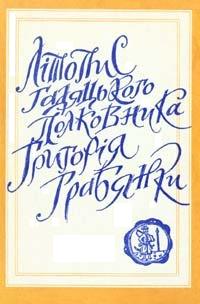 Літопис
гадяцького
полковника
Григорія
Грабянки